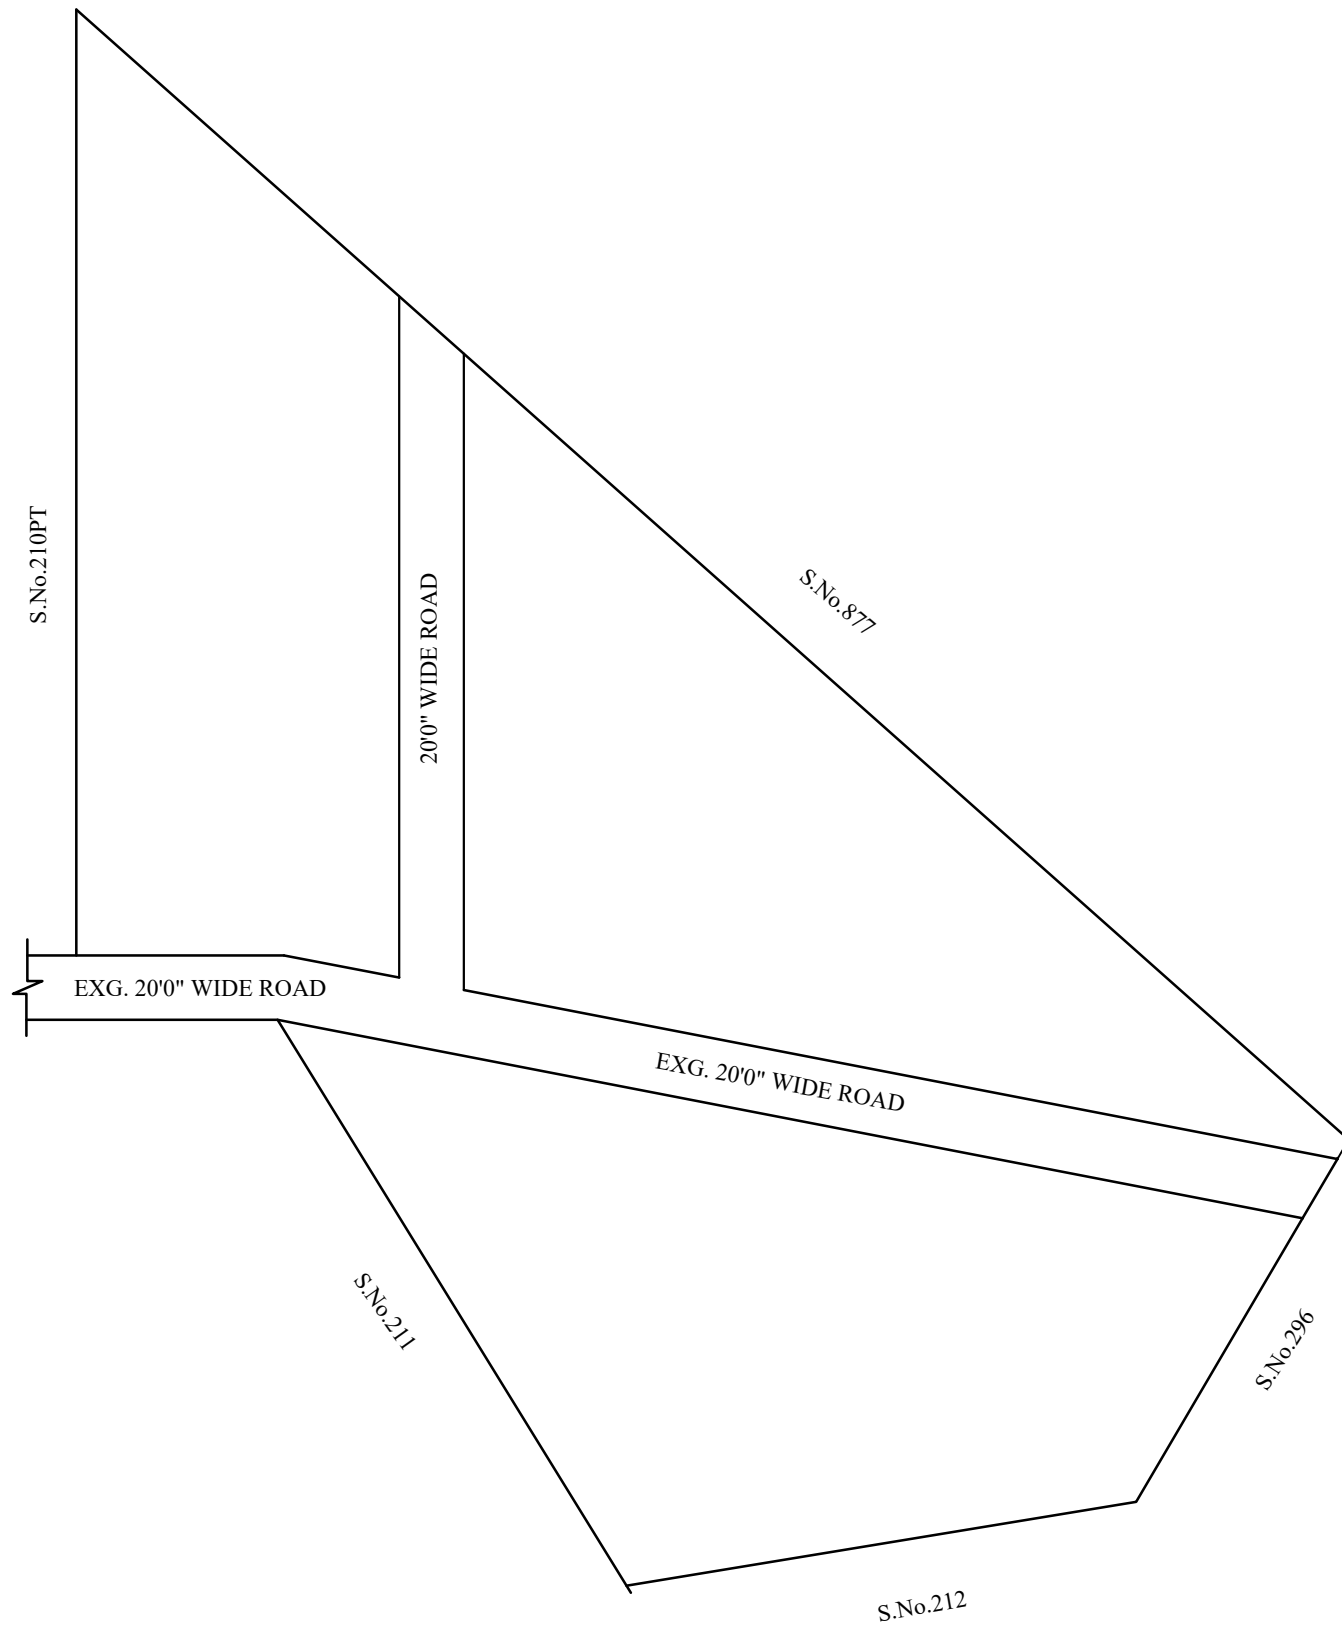 S.No.210PT
20'0" WIDE ROAD
S.No.877
EXG. 20'0" WIDE ROAD
EXG. 20'0" WIDE ROAD
S.No.211
S.No.296
S.No.212